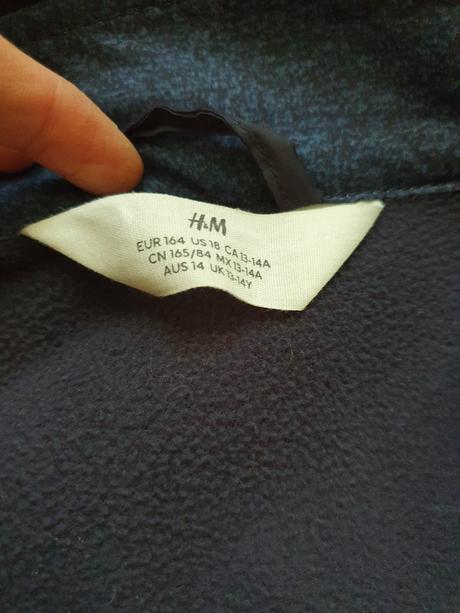 H&M
EUR 164 US 18 CA 13-14A
CN 165/84 MX 13-14A
AUS 14 UK 13-14Y